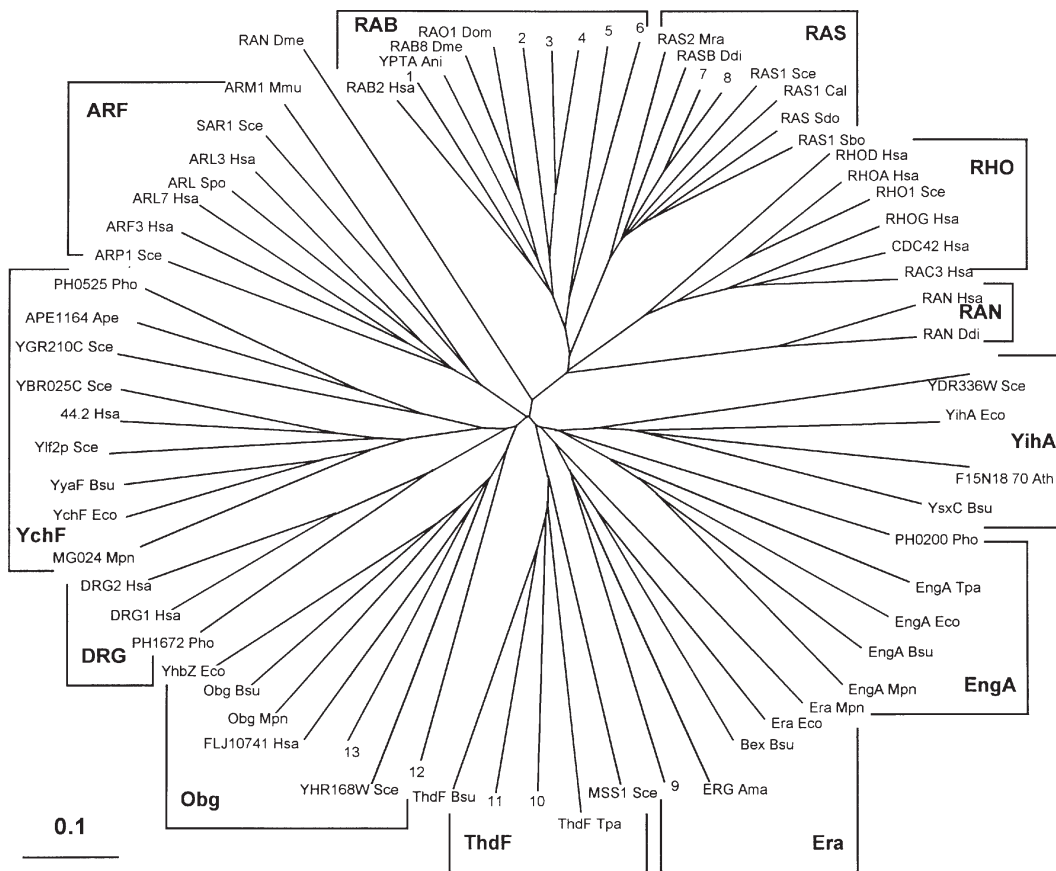 RAB
RAS
RAN Dme
RAO1 Dom
RAB8 Dme
YPTA Ani
1
RAB2 Hsa
2
3
4
5
6
RAS2 Mra
RASB Ddi
7
8
RAS1 Sce
RAS1 Cal
RAS Sdo
RAS1 Sbo
ARF
ARM1 Mmu
SAR1 Sce
ARL3 Hsa
ARL Spo
ARL7 Hsa
ARF3 Hsa
ARP1 Sce
RHOD Hsa
RHOA Hsa
RHO1 Sce
RHOG Hsa
CDC42 Hsa
RAC3 Hsa
RHO
RAN Hsa
RAN
RAN Ddi
PH0525 Pho
APE1164 Ape
YGR210C Sce
YBR025C Sce
44.2 Hsa
Ylf2p Sce
YyaF Bsu
YchF Eco
YchF
MG024 Mpn
YDR336W Sce
YihA Eco
YihA
F15N18 70 Ath
YsxC Bsu
DRG2 Hsa
DRG1 Hsa
PH1672 Pho
DRG
PH0200 Pho
EngA Tpa
EngA Eco
EngA Bsu
EngA Mpn
EngA
YhbZ Eco
Obg Bsu
Obg Mpn
FLJ10741 Hsa
13
YHR168W Sce
12
Obg
ThdF Bsu
11
10
ThdF Tpa
MSS1 Sce
ThdF
9
ERG Ama
Bex Bsu
Era Eco
Era Mpn
Era
0.1